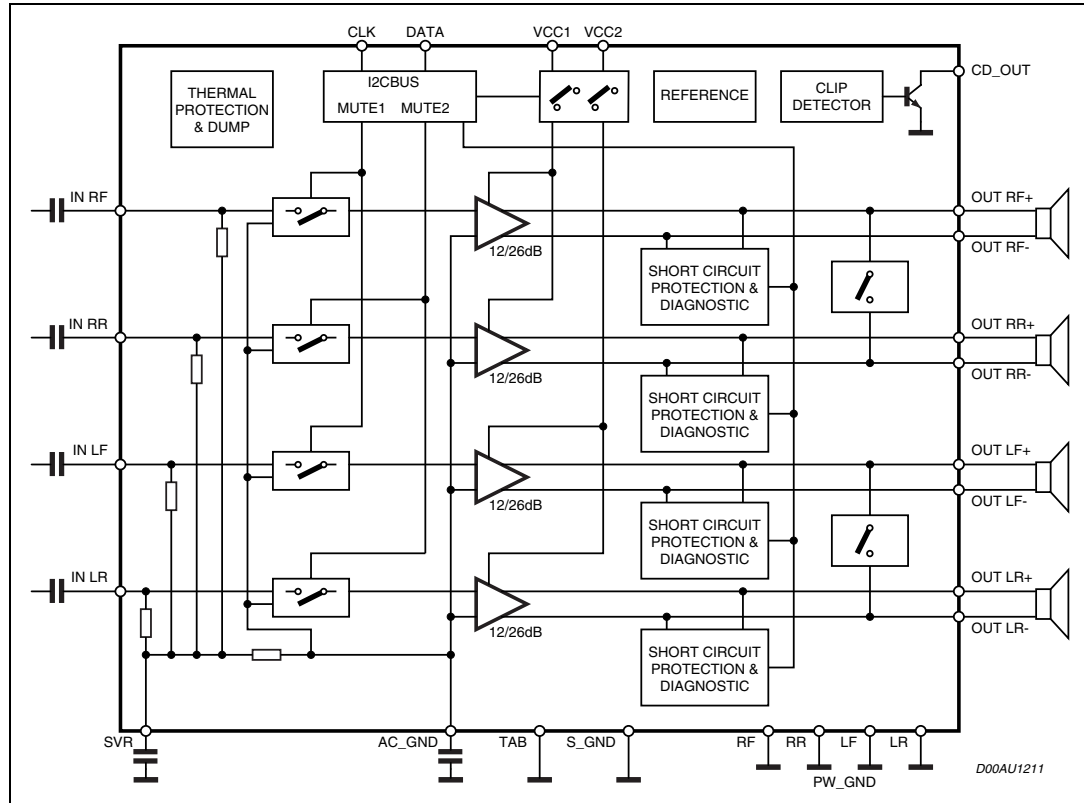 CLK DATA VCC1 VCC2
CD_OUT
THERMAL
PROTECTION
& DUMP
I2CBUS
MUTE1 MUTE2
REFERENCE
CLIP
DETECTOR
IN RF
12/26dB
SHORT CIRCUIT
PROTECTION &
DIAGNOSTIC
OUT RF+
OUT RF-
IN RR
12/26dB
SHORT CIRCUIT
PROTECTION &
DIAGNOSTIC
OUT RR+
OUT RR-
IN LF
12/26dB
SHORT CIRCUIT
PROTECTION &
DIAGNOSTIC
OUT LF+
OUT LF-
IN LR
12/26dB
SHORT CIRCUIT
PROTECTION &
DIAGNOSTIC
OUT LR+
OUT LR-
SVR AC_GND TAB S_GND RF RR LF LR
PW_GND
D00AU1211